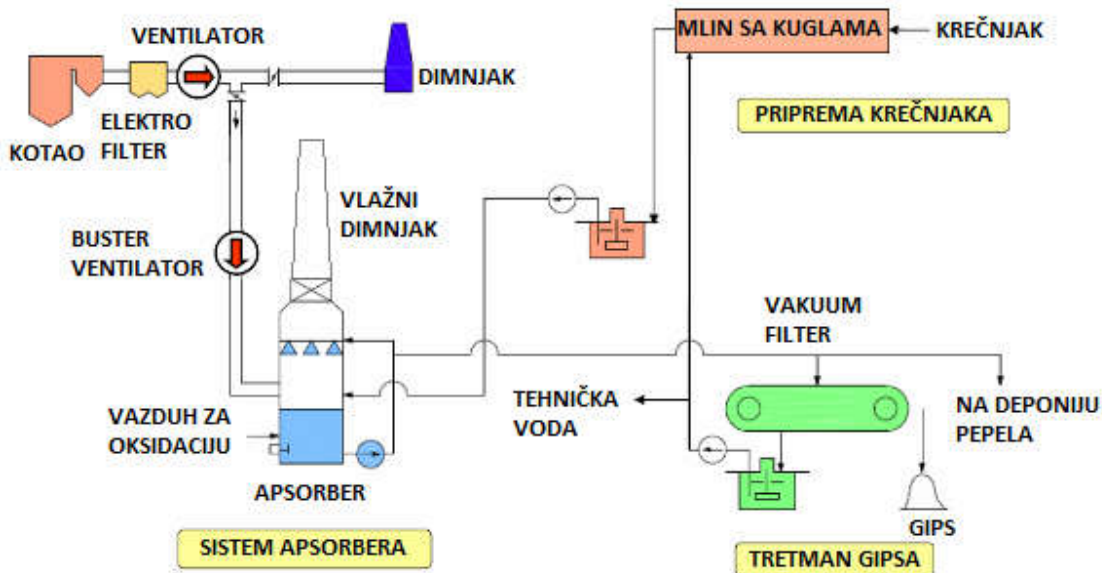 VENTILATOR
MLIN SA KUGLAMA
KREČNJAK
DIMNJAK
PRIPREMA KREČNJAKA
ELEKTRO
FILTER
KOTAO
VLAŽNI
DIMNJAK
BUSTER
VENTILATOR
VAKUUM
FILTER
TEHNIČKA
VODA
NA DEPONIJU
PEPELA
VAZDUH ZA
OKSIDACIJU
APSORBER
GIPS
SISTEM APSORBERA
TRETMAN GIPSA